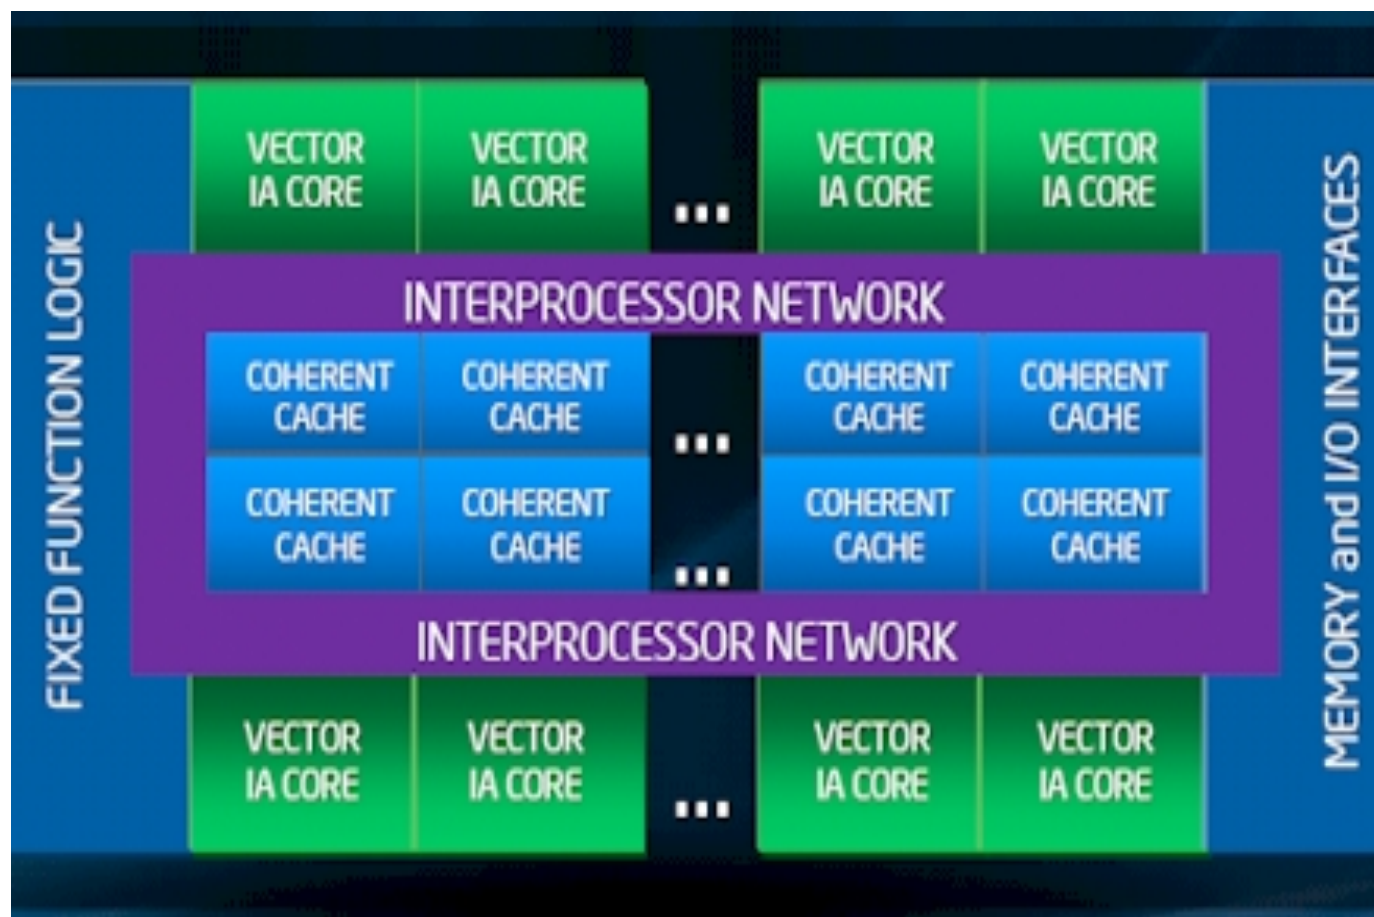 FIXED FUNCTION LOGIC
VECTOR
IA CORE
VECTOR
IA CORE
...
VECTOR
IA CORE
VECTOR
IA CORE
INTERPROCESSOR NETWORK
COHERENT
CACHE
COHERENT
CACHE
...
COHERENT
CACHE
COHERENT
CACHE
COHERENT
CACHE
COHERENT
CACHE
...
COHERENT
CACHE
COHERENT
CACHE
INTERPROCESSOR NETWORK
VECTOR
IA CORE
VECTOR
IA CORE
...
VECTOR
IA CORE
VECTOR
IA CORE
MEMORY and I/O INTERFACES